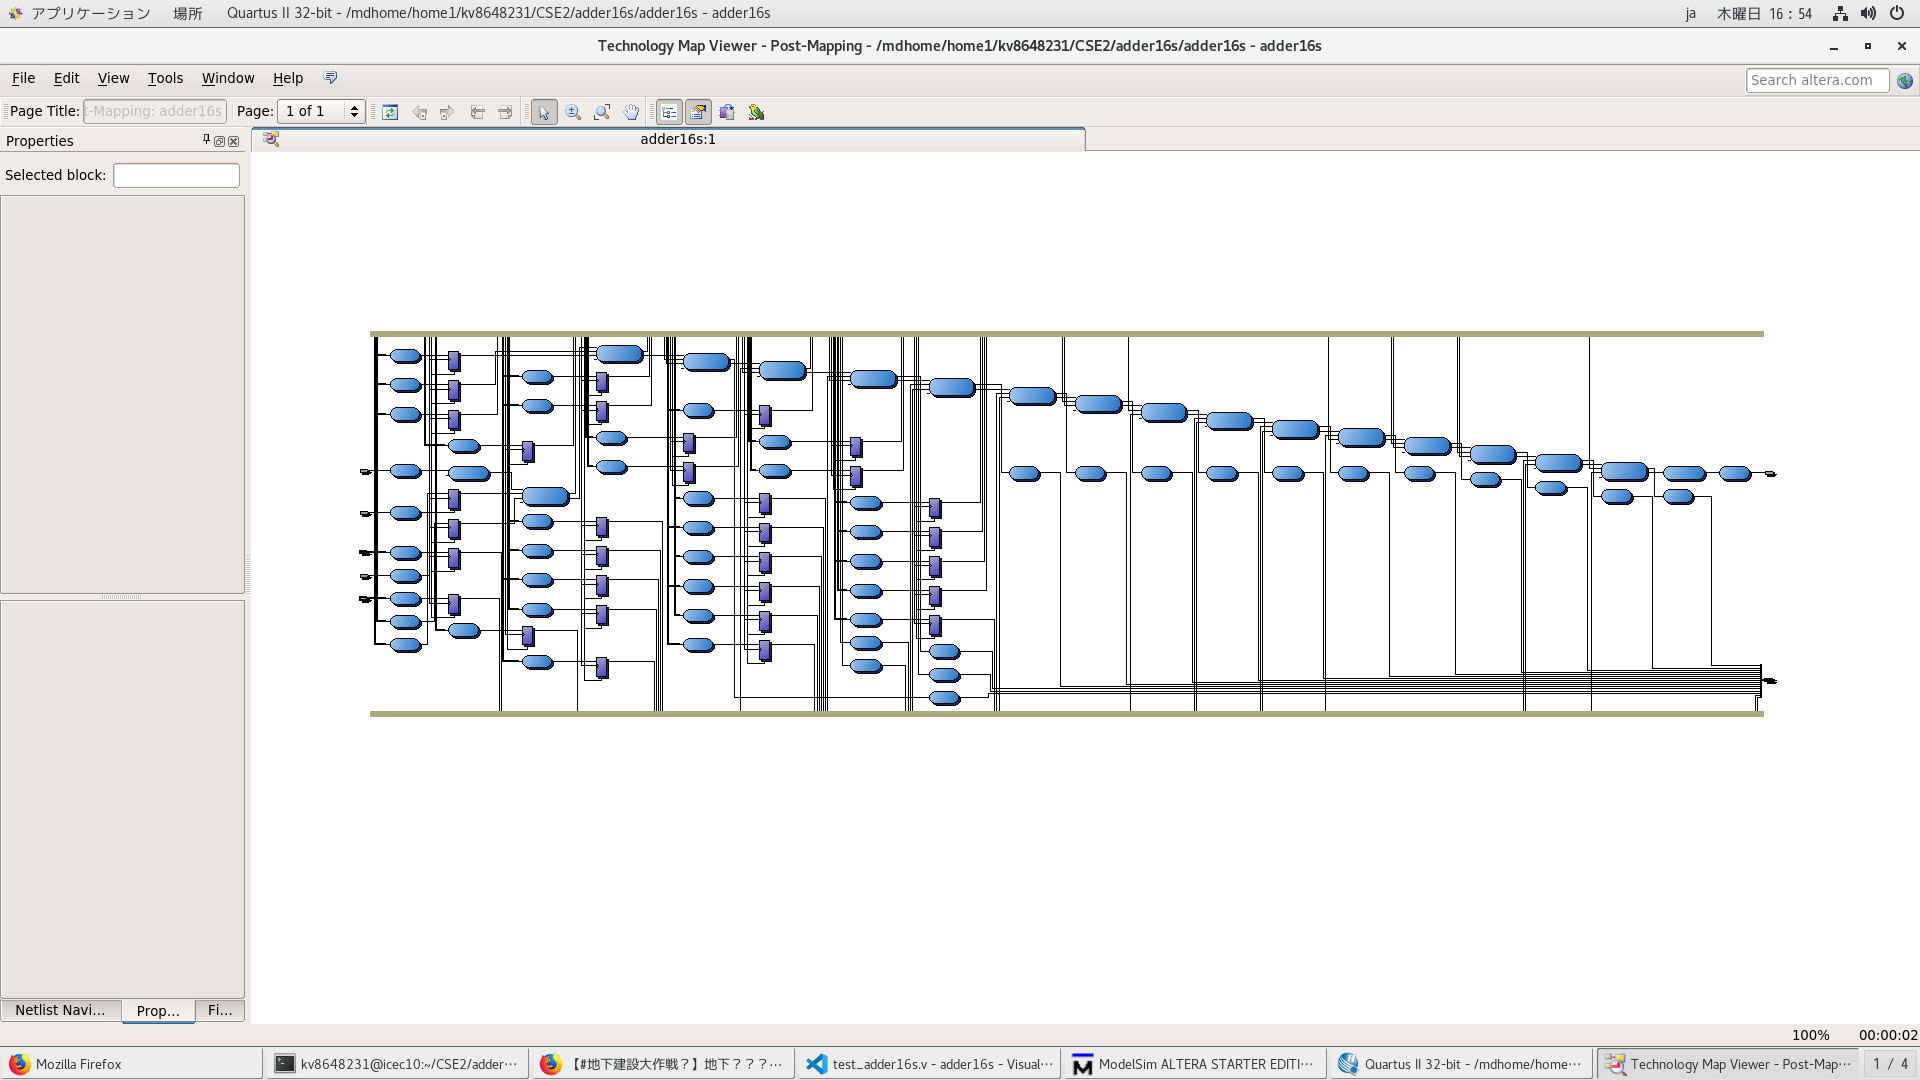 アプリケーション 場所 Quartus II 32-bit - /mdhome/home1/kv8648231/CSE2/adder16s/adder16s - adder16s ja 木曜日 16：54
Technology Map Viewer - Post-Mapping - /mdhome/home1/kv8648231/CSE2/adder16s/adder16s - adder16s
File Edit View Tools Window Help Search altera.com
Page Title: t-Mapping: adder16s Page: 1 of 1
Properties adder16s:1
Selected block:
Netlist Navi... Prop... Fi...
100% 00:00:02
Mozilla Firefox kv8648231@icec10:~/CSE2/adder··· 【#地下建設大作戦？】地下？？？··· test_adder16s.v - adder16s - Visual··· ModelSim ALTERA STARTER EDITI··· Quartus II 32-bit - /mdhome/home··· Technology Map Viewer - Post-Map··· 1 / 4